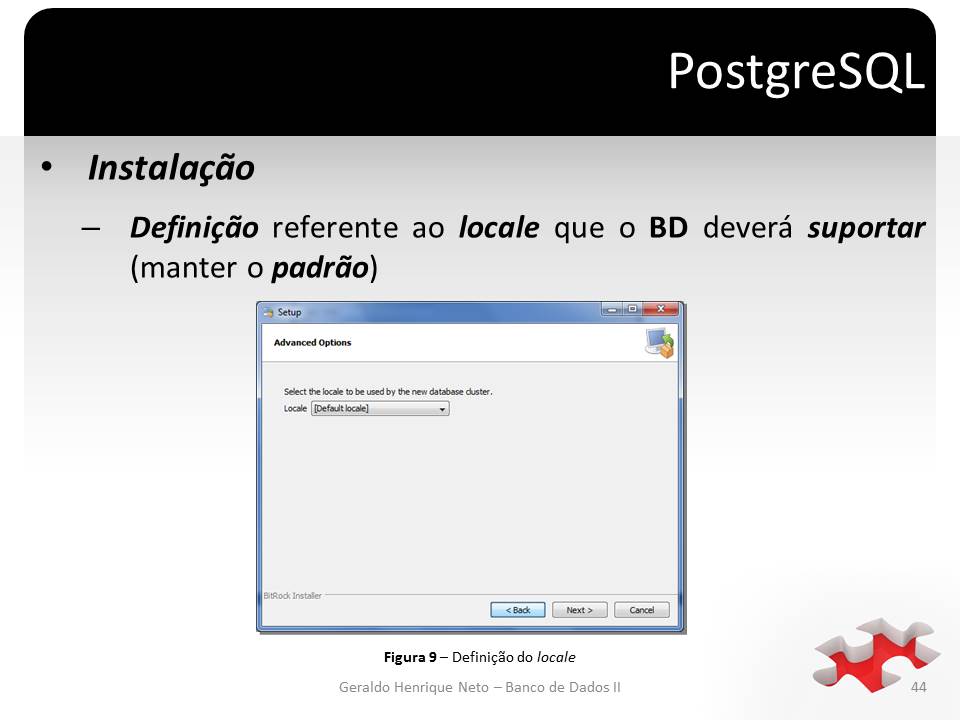 PostgreSQL
• Instalação
– Definição referente ao locale que o BD deverá suportar
(manter o padrão)
Setup
Advanced Options
Select the locale to be used by the new database cluster.
Locale [Default locale]
BitRock Installer
< Back Next > Cancel
Figura 9 – Definição do locale
Geraldo Henrique Neto – Banco de Dados II 44